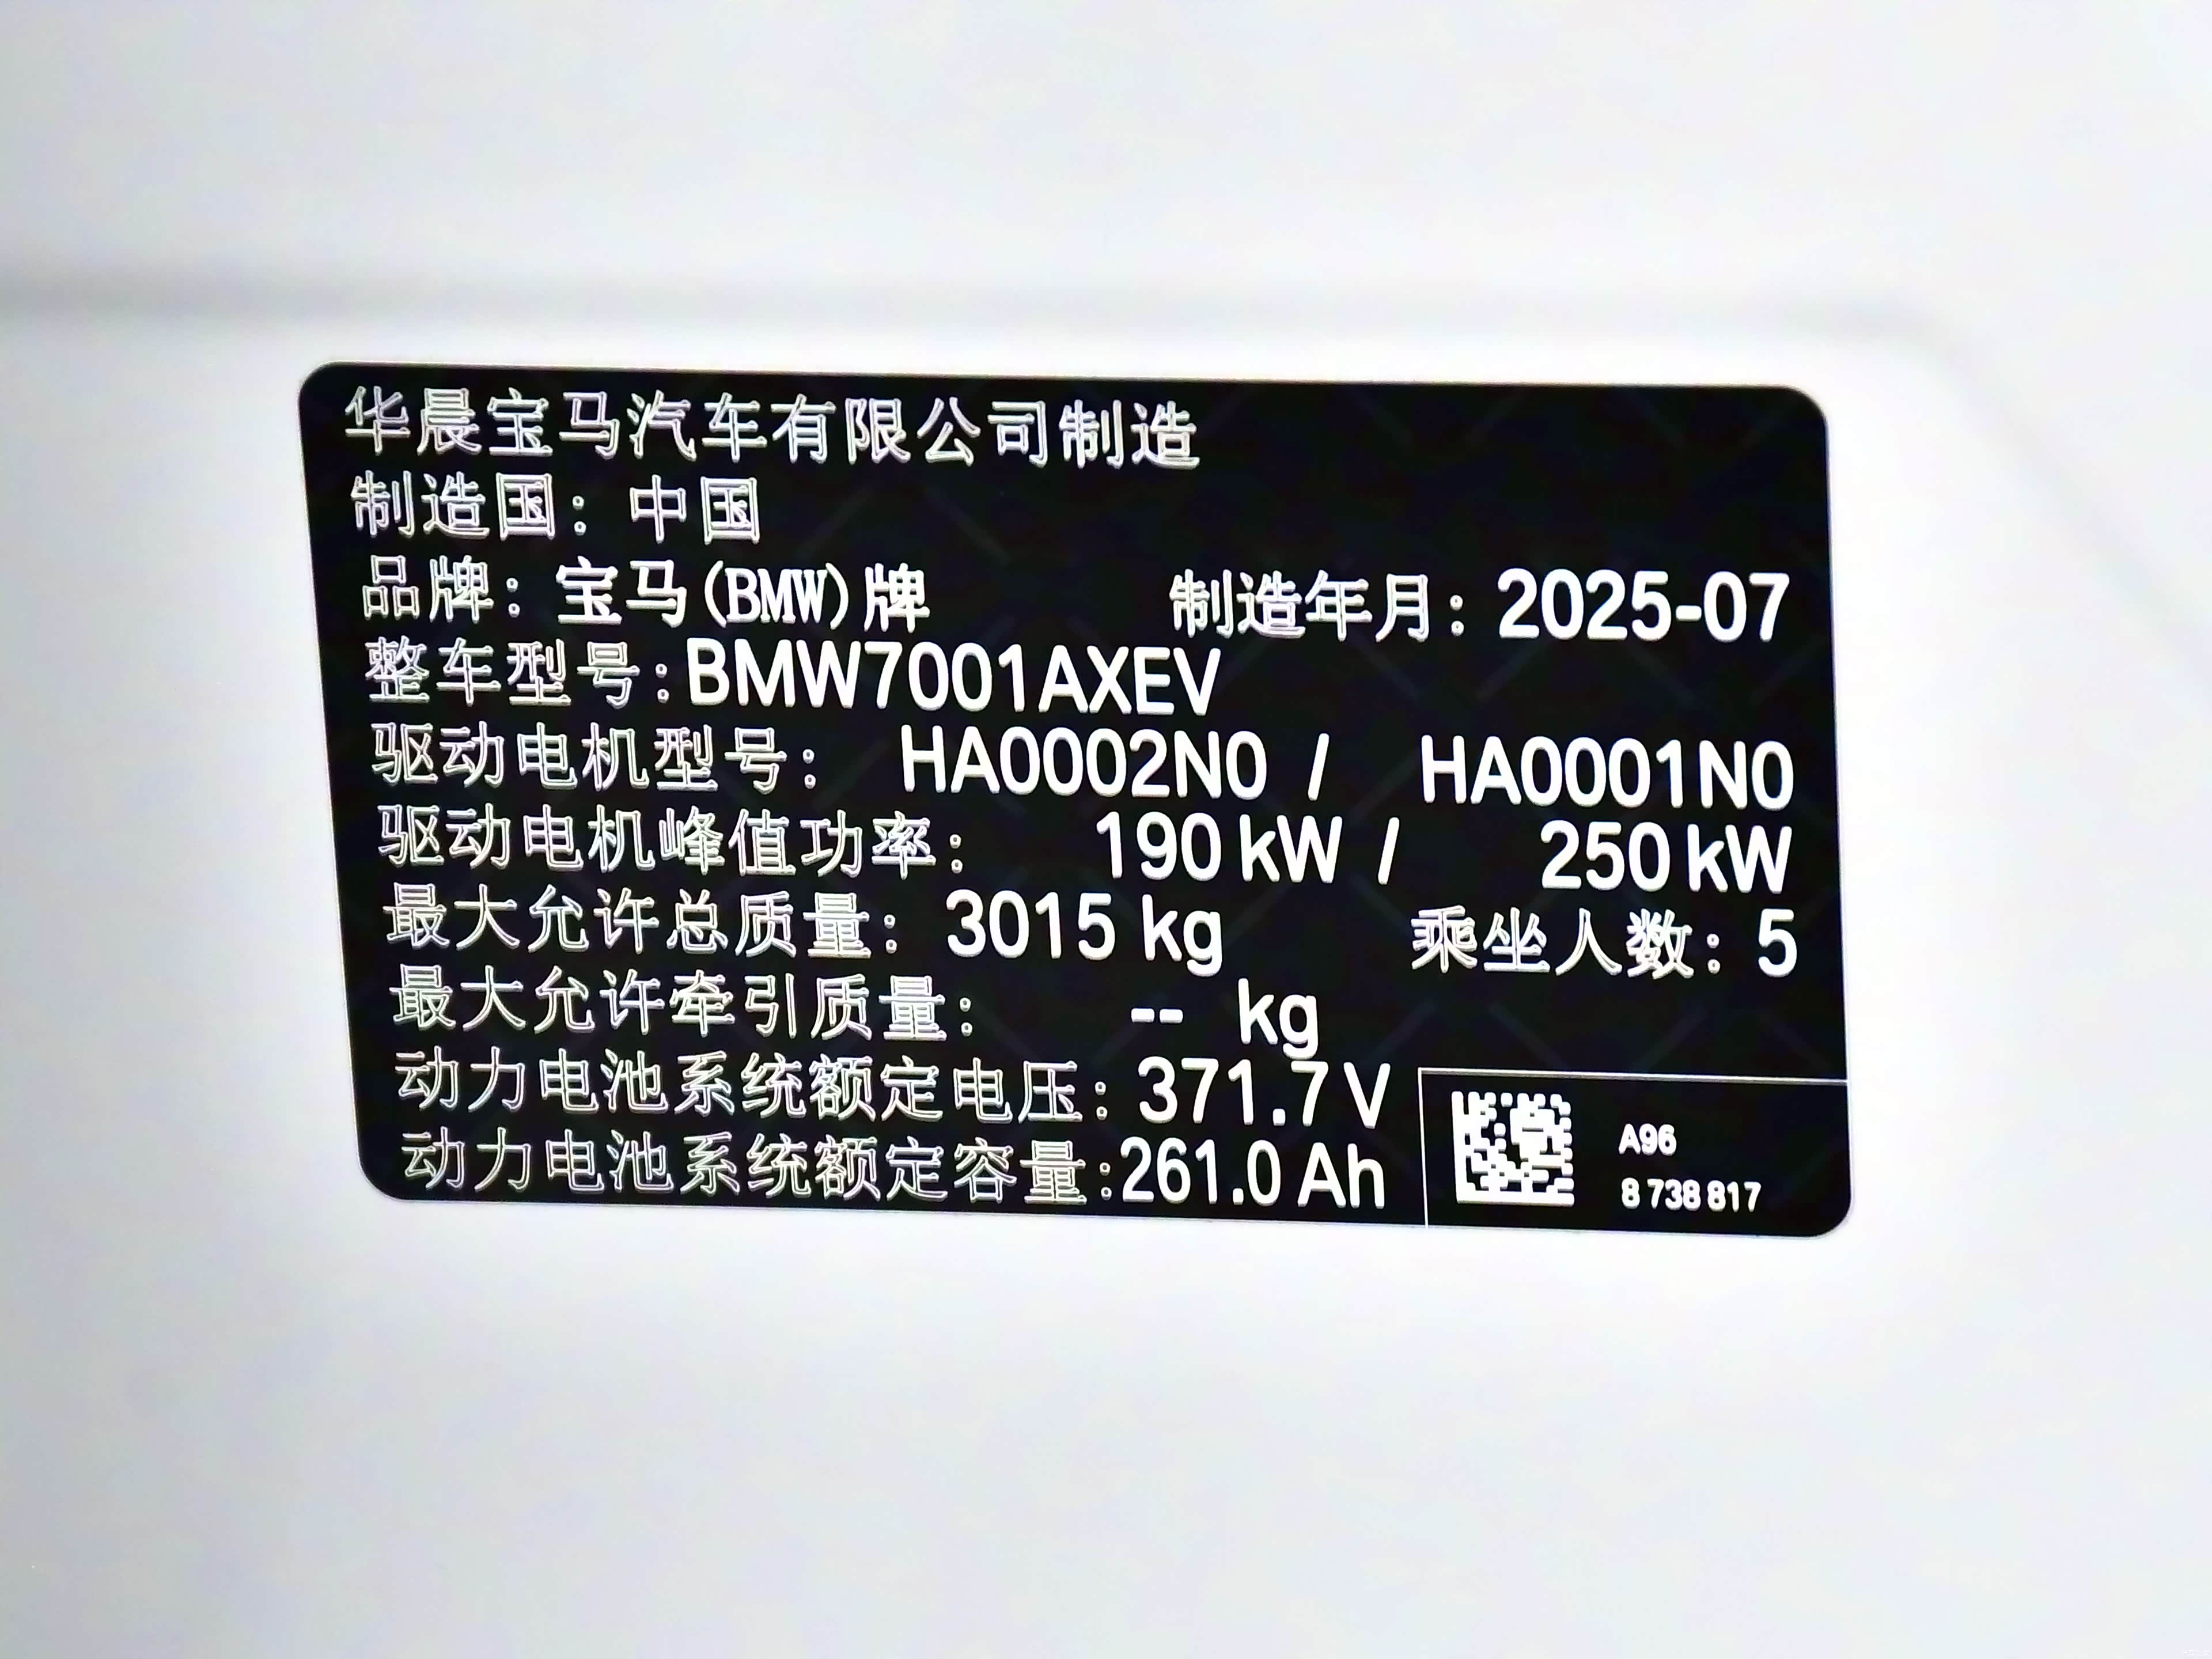 华晨宝马汽车有限公司制造
制造国：中国
品牌：宝马(BMW)牌 制造年月：2025-07
整车型号:BMW7001AXEV
驱动电机型号： HA0002N0 / HA0001N0
驱动电机峰值功率： 190 kW / 250 kW
最大允许总质量：3015 kg 乘坐人数：5
最大允许牵引质量： -- kg
动力电池系统额定电压：371.7 V
动力电池系统额定容量:261.0 Ah
A96
8 738 817